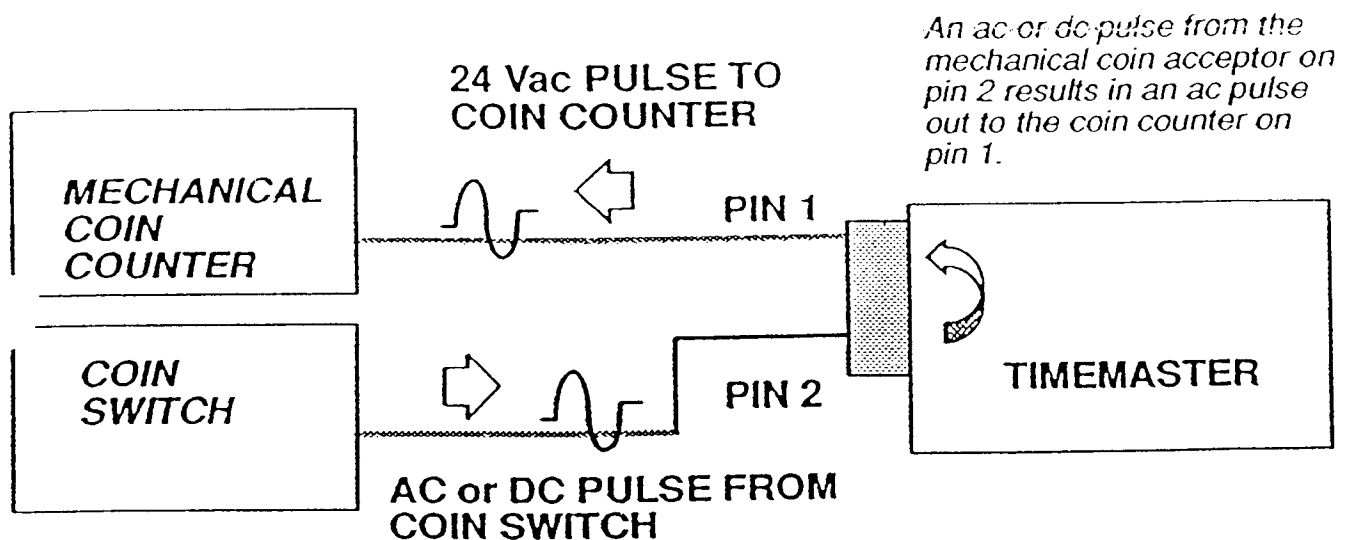 An ac or dc pulse from the
mechanical coin acceptor on
pin 2 results in an ac pulse
out to the coin counter on
pin 1.
24 Vac PULSE TO
COIN COUNTER
MECHANICAL
COIN
COUNTER
PIN 1
COIN
SWITCH
PIN 2
TIMEMASTER
AC or DC PULSE FROM
COIN SWITCH